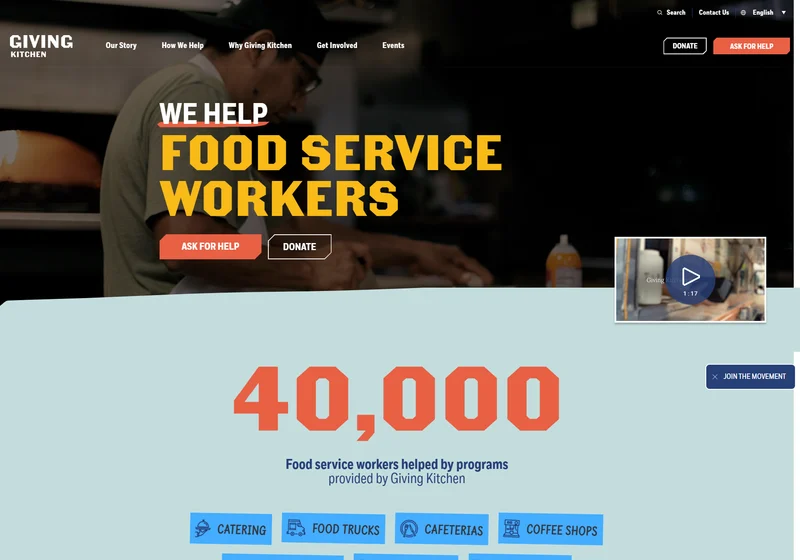 Search
Contact Us
English
GIVING
KITCHEN
Our Story
How We Help
Why Giving Kitchen
Get Involved
Events
DONATE
ASK FOR HELP
WE HELP
FOOD SERVICE
WORKERS
ASK FOR HELP
DONATE
Giving
1:17
JOIN THE MOVEMENT
40,000
Food service workers helped by programs
provided by Giving Kitchen
CATERING
FOOD TRUCKS
CAFETERIAS
COFFEE SHOPS